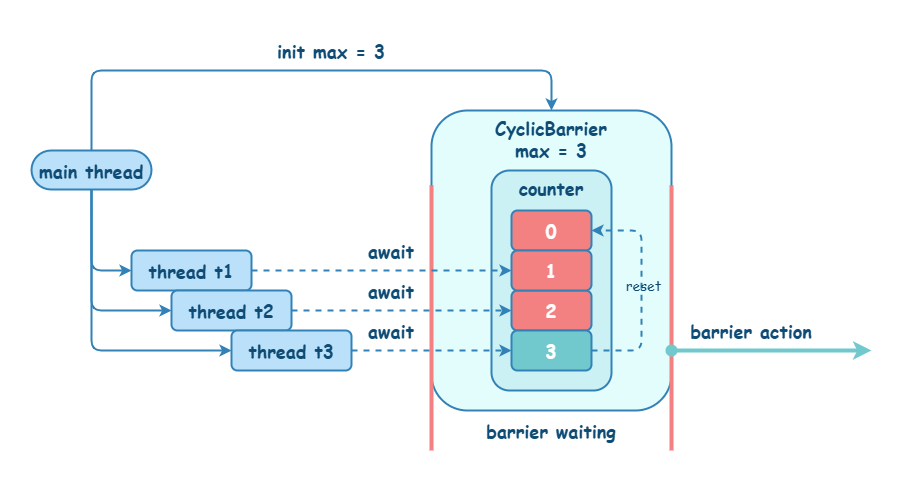 init max = 3
CyclicBarrier
max = 3
main thread
counter
0
await
thread t1
1
reset
await
thread t2
2
await
thread t3
3
barrier action
barrier waiting